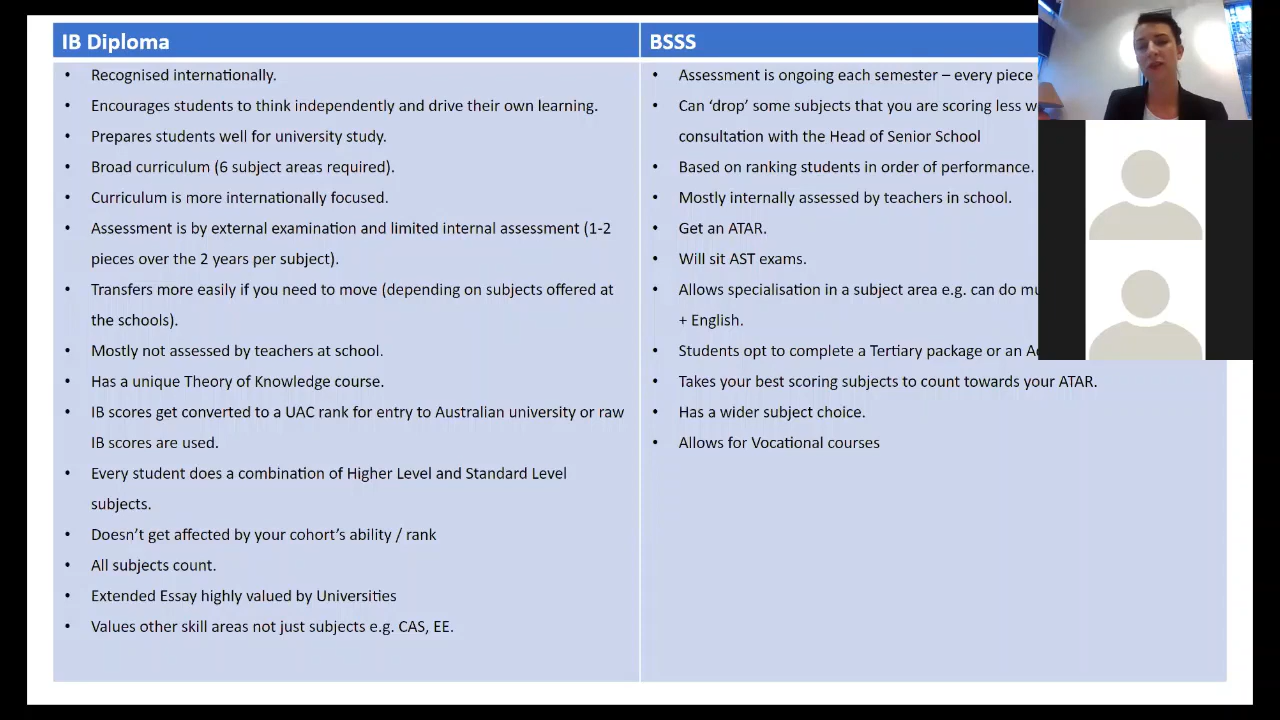 IB Diploma
Recognised internationally.
Encourages students to think independently and drive their own learning.
Prepares students well for university study.
Broad curriculum (6 subject areas required).
Curriculum is more internationally focused.
Assessment is by external examination and limited internal assessment (1-2
pieces over the 2 years per subject).
Transfers more easily if you need to move (depending on subjects offered at
the schools).
Mostly not assessed by teachers at school.
Has a unique Theory of Knowledge course.
IB scores get converted to a UAC rank for entry to Australian university or raw
IB scores are used.
Every student does a combination of Higher Level and Standard Level
subjects.
Doesn't get affected by your cohort's ability / rank
All subjects count.
Extended Essay highly valued by Universities
Values other skill areas not just subjects e.g. CAS, EE.
BSSS
Assessment is ongoing each semester – every piece
Can 'drop' some subjects that you are scoring less
consultation with the Head of Senior School
Based on ranking students in order of performance.
Mostly internally assessed by teachers in school.
Get an ATAR.
Will sit AST exams.
Allows specialisation in a subject area e.g. can do
+ English.
Students opt to complete a Tertiary package or an
Takes your best scoring subjects to count towards your ATAR.
Has a wider subject choice.
Allows for Vocational courses